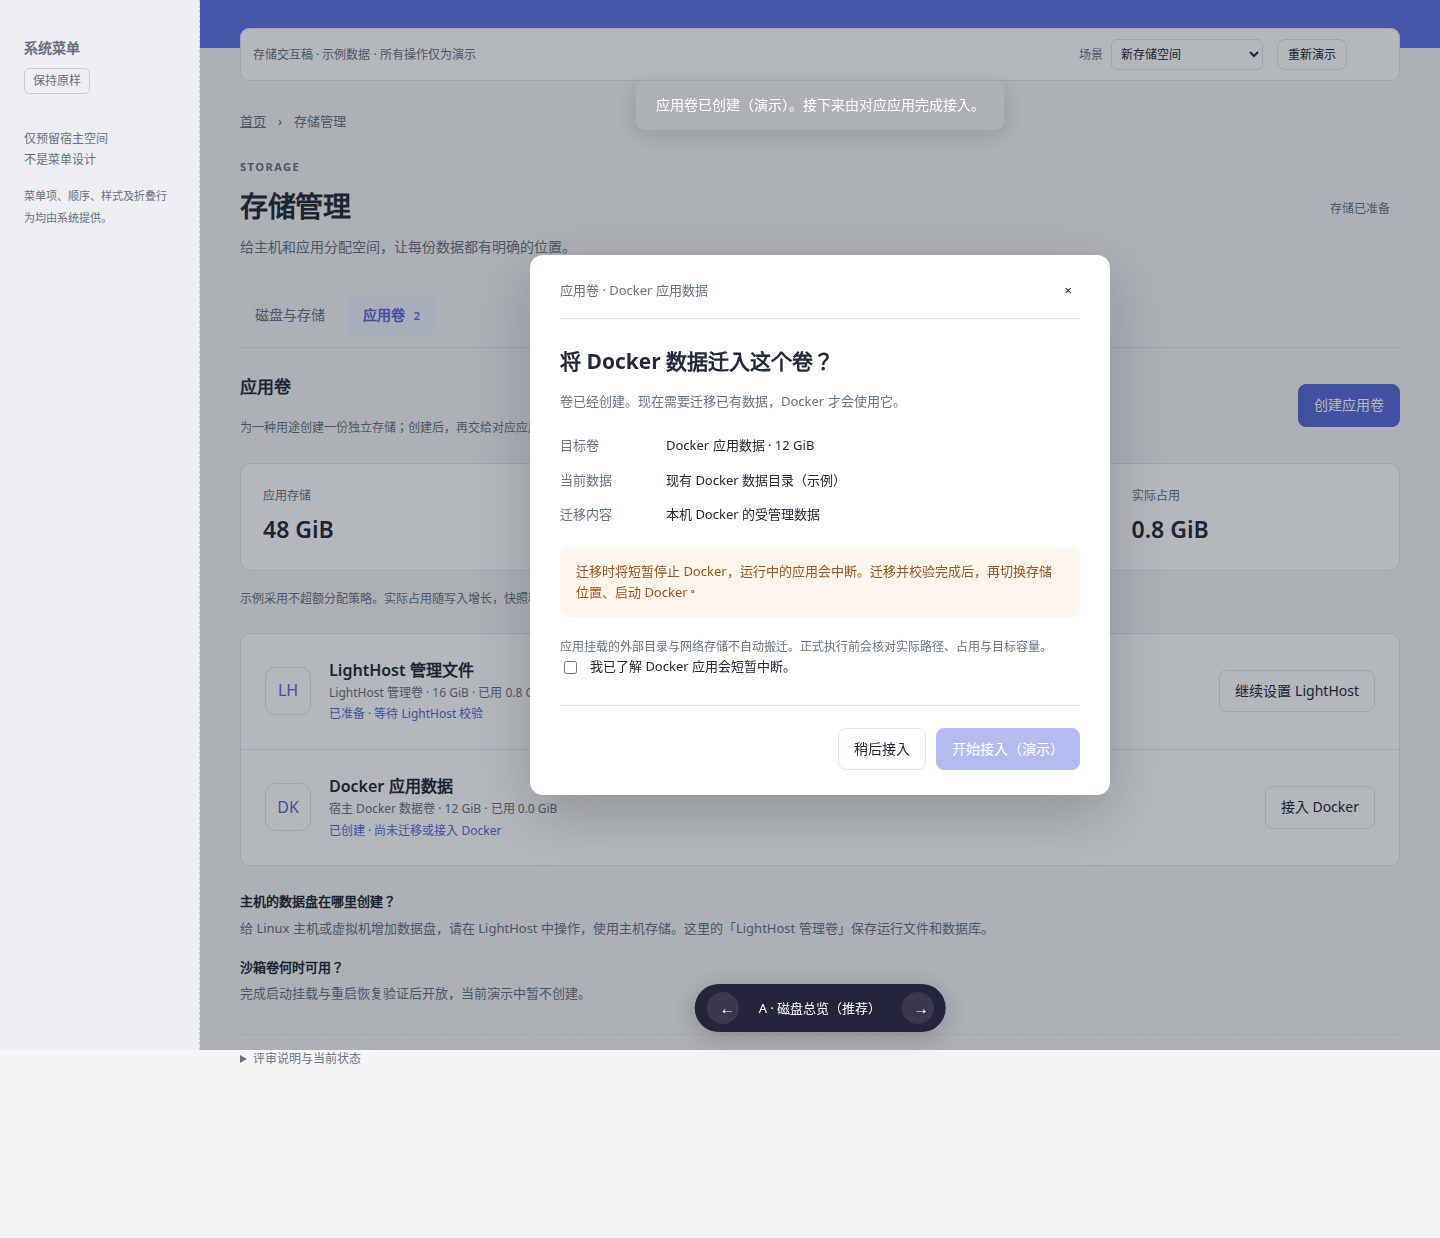 系统菜单
保持原样
仅预留宿主空间
不是菜单设计
菜单项、顺序、样式及折叠行
为均由系统提供。
存储交互稿 · 示例数据 · 所有操作仅为演示
场景
新存储空间
重新演示
应用卷已创建（演示）。接下来由对应应用完成接入。
首页 › 存储管理
STORAGE
存储管理
存储已准备
给主机和应用分配空间，让每份数据都有明确的位置。
磁盘与存储
应用卷 2
应用卷
创建应用卷
为一种用途创建一份独立存储；创建后，再交给对应应
应用存储
48 GiB
实际占用
0.8 GiB
示例采用不超额分配策略。实际占用随写入增长，快照
LH
LightHost 管理文件
LightHost 管理卷 · 16 GiB · 已用 0.8
已准备 · 等待 LightHost 校验
继续设置 LightHost
DK
Docker 应用数据
宿主 Docker 数据卷 · 12 GiB · 已用 0.0 GiB
已创建 · 尚未迁移或接入 Docker
接入 Docker
应用卷 · Docker 应用数据
×
将 Docker 数据迁入这个卷？
卷已经创建。现在需要迁移已有数据，Docker 才会使用它。
目标卷 Docker 应用数据 · 12 GiB
当前数据 现有 Docker 数据目录（示例）
迁移内容 本机 Docker 的受管理数据
迁移时将短暂停止 Docker，运行中的应用会中断。迁移并校验完成后，再切换存储
位置、启动 Docker。
应用挂载的外部目录与网络存储不自动搬迁。正式执行前会核对实际路径、占用与目标容量。
我已了解 Docker 应用会短暂中断。
稍后接入
开始接入（演示）
主机的数据盘在哪里创建？
给 Linux 主机或虚拟机增加数据盘，请在 LightHost 中操作，使用主机存储。这里的「LightHost 管理卷」保存运行文件和数据库。
沙箱卷何时可用？
完成启动挂载与重启恢复验证后开放，当前演示中暂不创建。
← A · 磁盘总览（推荐） →
评审说明与当前状态